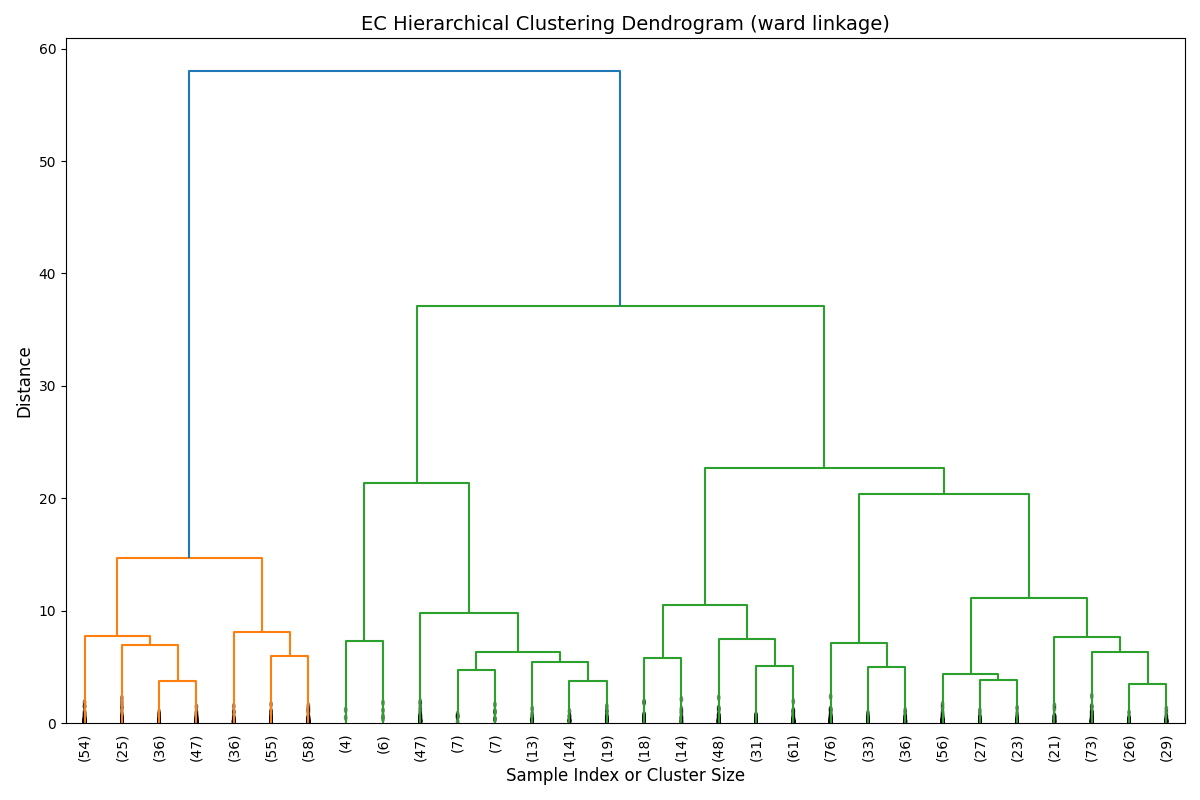 EC Hierarchical Clustering Dendrogram (ward linkage)
60
50
40
30
20
10
0
Distance
(54) (25) (36) (47) (36) (55) (58) (4) (6) (47) (7) (7) (13) (14) (19) (18) (14) (48) (31) (61) (76) (33) (36) (56) (27) (23) (21) (73) (26) (29)
Sample Index or Cluster Size